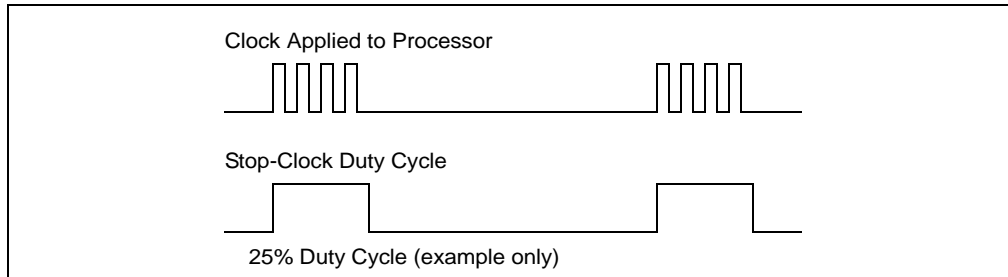 Clock Applied to Processor
Stop-Clock Duty Cycle
25% Duty Cycle (example only)